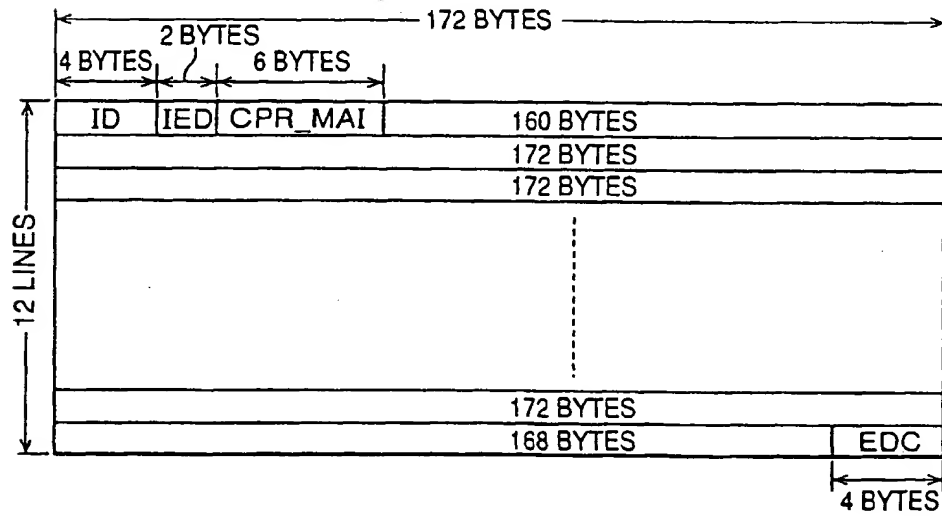 172 BYTES
2 BYTES
4 BYTES
6 BYTES
ID
IED
CPR_MAI
160 BYTES
172 BYTES
172 BYTES
12 LINES
172 BYTES
168 BYTES
EDC
4 BYTES